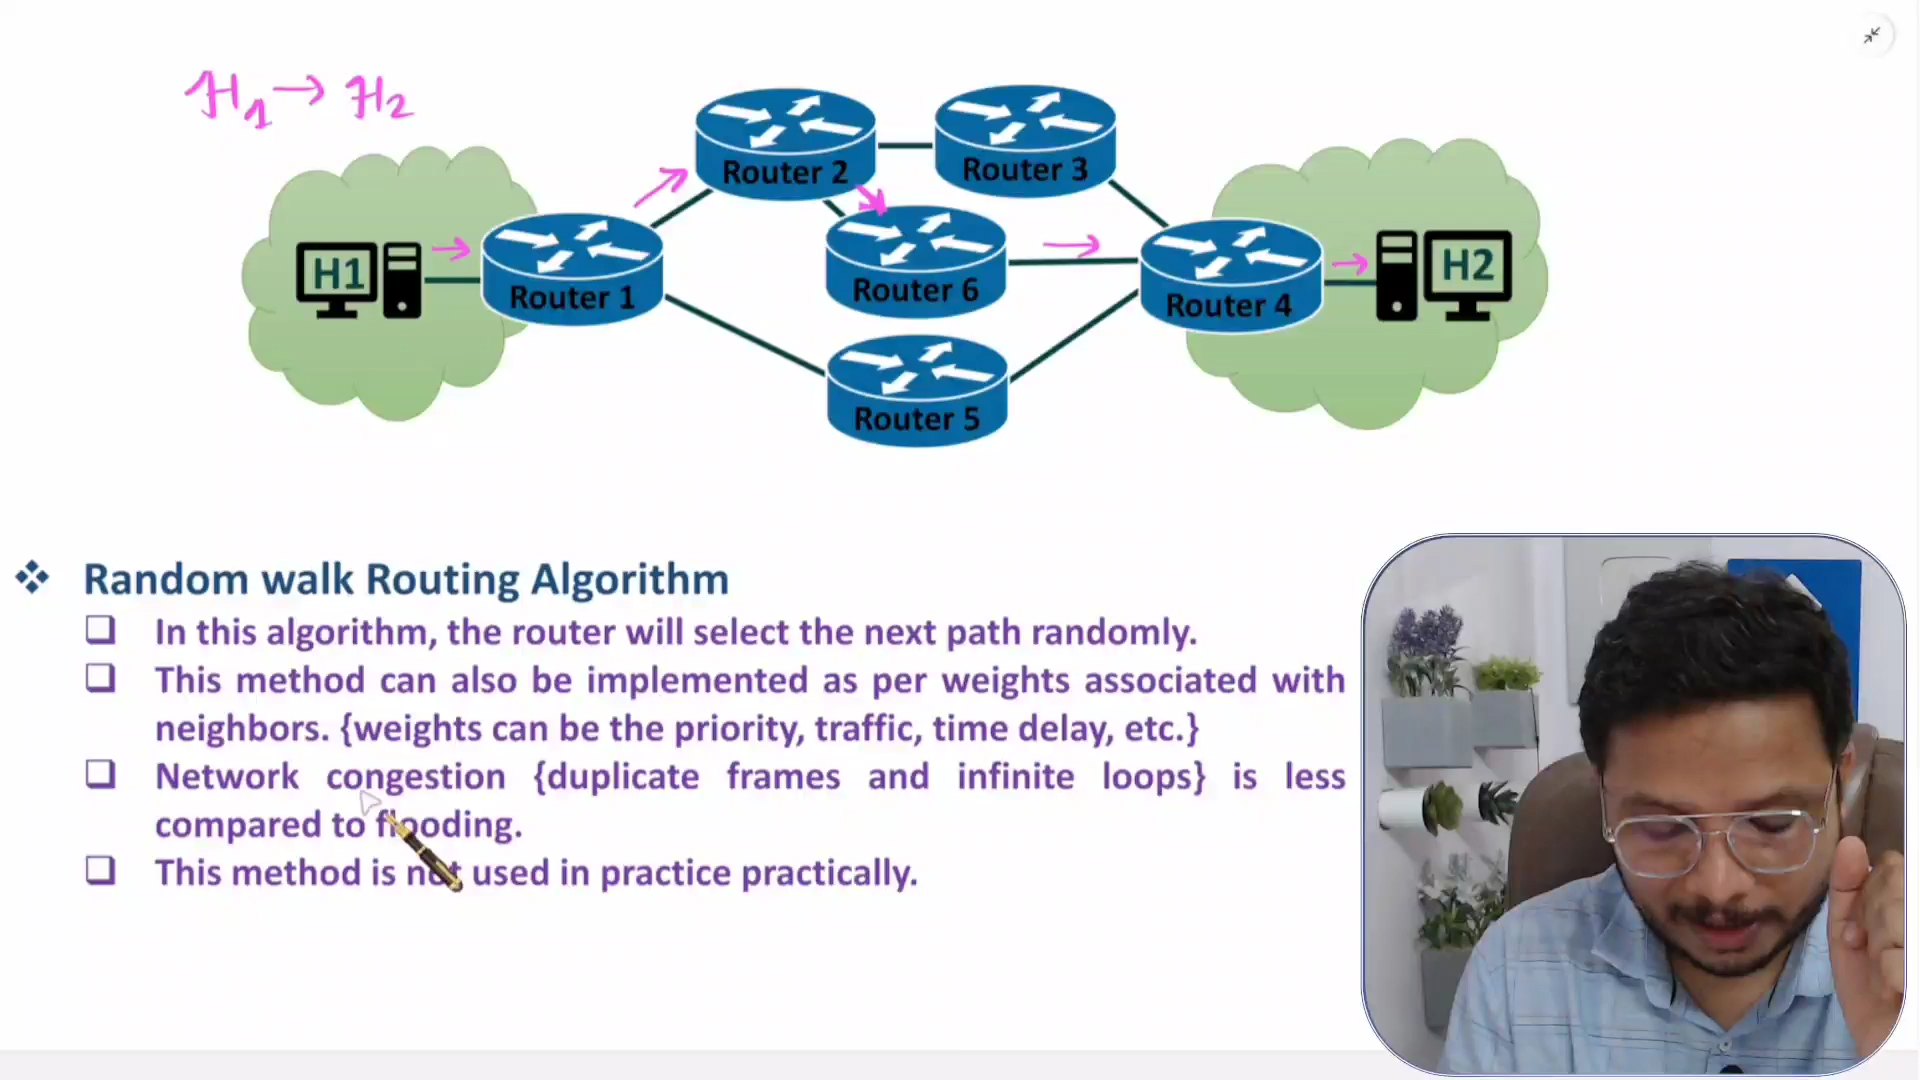 H1 → H2
Router 2
Router 3
H1
Router 1
Router 6
Router 4
H2
Router 5
❖ Random walk Routing Algorithm
❑ In this algorithm, the router will select the next path randomly.
❑ This method can also be implemented as per weights associated with
neighbors. {weights can be the priority, traffic, time delay, etc.}
❑ Network congestion {duplicate frames and infinite loops} is less
compared to flooding.
❑ This method is not used in practice practically.